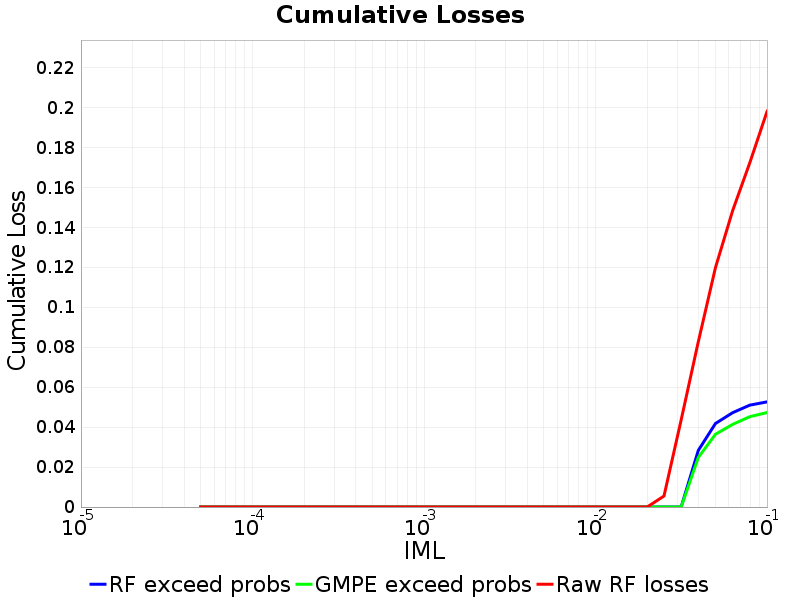 Cumulative Losses
Cumulative Loss
0.22
0.2
0.18
0.16
0.14
0.12
0.1
0.08
0.06
0.04
0.02
0
10-5 10-4 10-3 10-2 10-1
IML
RF exceed probs GMPE exceed probs Raw RF losses